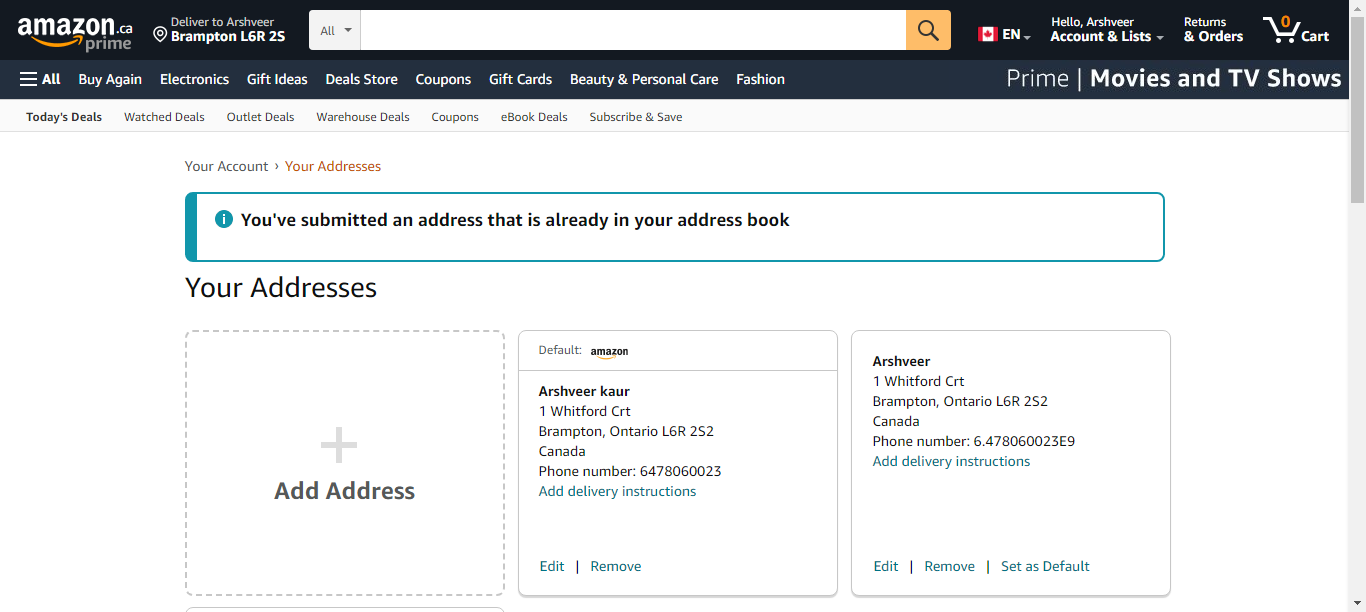 amazon.ca
prime
Deliver to Arshveer
Brampton L6R 2S
All
EN
Hello, Arshveer
Account & Lists
Returns
& Orders
0
Cart
All
Buy Again
Electronics
Gift Ideas
Deals Store
Coupons
Gift Cards
Beauty & Personal Care
Fashion
Prime | Movies and TV Shows
Today's Deals
Watched Deals
Outlet Deals
Warehouse Deals
Coupons
eBook Deals
Subscribe & Save
Your Account › Your Addresses
You've submitted an address that is already in your address book
Your Addresses
Add Address
Default: amazon
Arshveer kaur
1 Whitford Crt
Brampton, Ontario L6R 2S2
Canada
Phone number: 6478060023
Add delivery instructions
Edit | Remove
Arshveer
1 Whitford Crt
Brampton, Ontario L6R 2S2
Canada
Phone number: 6.478060023E9
Add delivery instructions
Edit | Remove | Set as Default